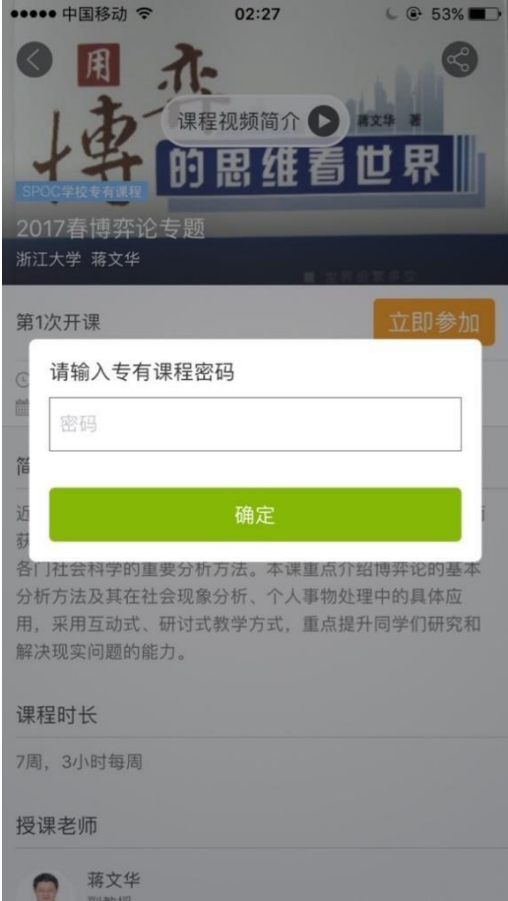 中国移动 02:27 53%
用
博弈
课程视频简介
蒋文华 著
的思维看世界
SPOC学校专有课程
2017春博弈论专题
浙江大学 蒋文华
第1次开课 立即参加
请输入专有课程密码
密码
简
确定
近
获
各门社会科学的重要分析方法。本课重点介绍博弈论的基本
分析方法及其在社会现象分析、个人事物处理中的具体应
用，采用互动式、研讨式教学方式，重点提升同学们研究和
解决现实问题的能力。
课程时长
7周，3小时每周
授课老师
蒋文华
副教授